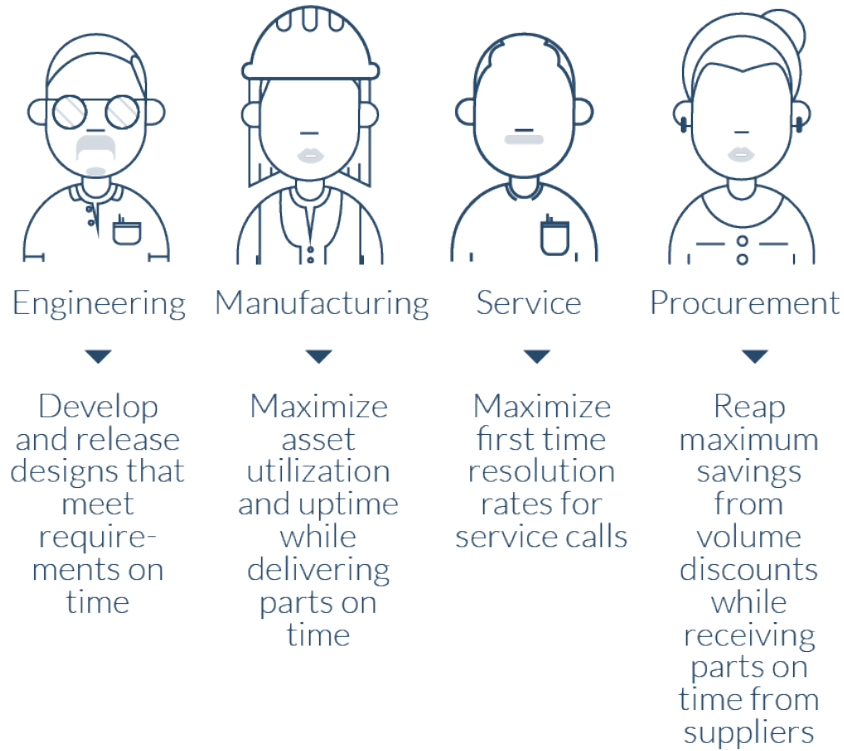 Engineering
Develop
and release
designs that
meet
require-
ments on
time
Manufacturing
Maximize
asset
utilization
and uptime
while
delivering
parts on
time
Service
Maximize
first time
resolution
rates for
service calls
Procurement
Reap
maximum
savings
from
volume
discounts
while
receiving
parts on
time from
suppliers